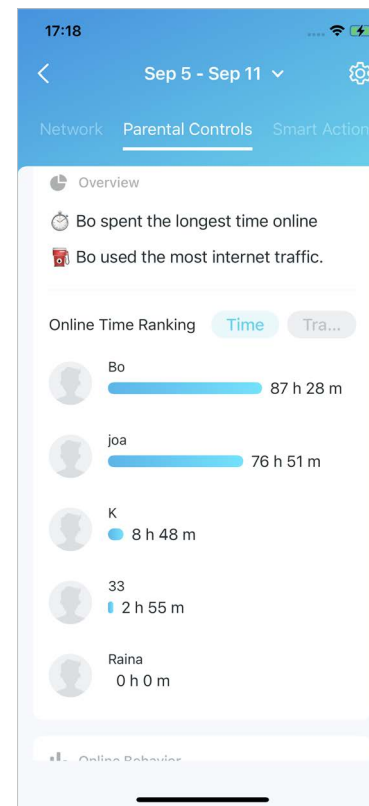 17:18
Sep 5 - Sep 11
Network Parental Controls Smart Action
Overview
Bo spent the longest time online
Bo used the most internet traffic.
Online Time Ranking Time Tra...
Bo
87 h 28 m
joa
76 h 51 m
K
8 h 48 m
33
2 h 55 m
Raina
0 h 0 m
Online Behavior